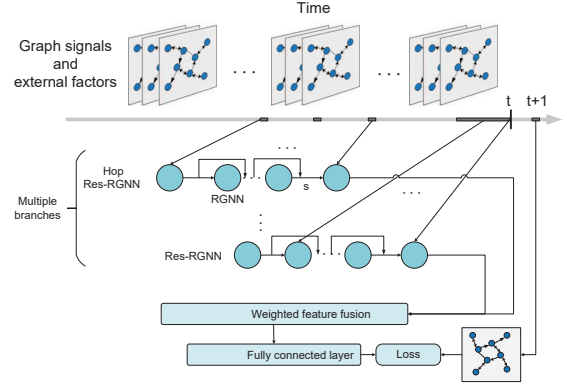 Time
Graph signals
and
external factors
. . .
. . .
t
t+1
. . .
Hop
Res-RGNN
. . .
s
RGNN
. . .
Multiple
branches
. . .
Res-RGNN
. . .
Weighted feature fusion
Fully connected layer
Loss